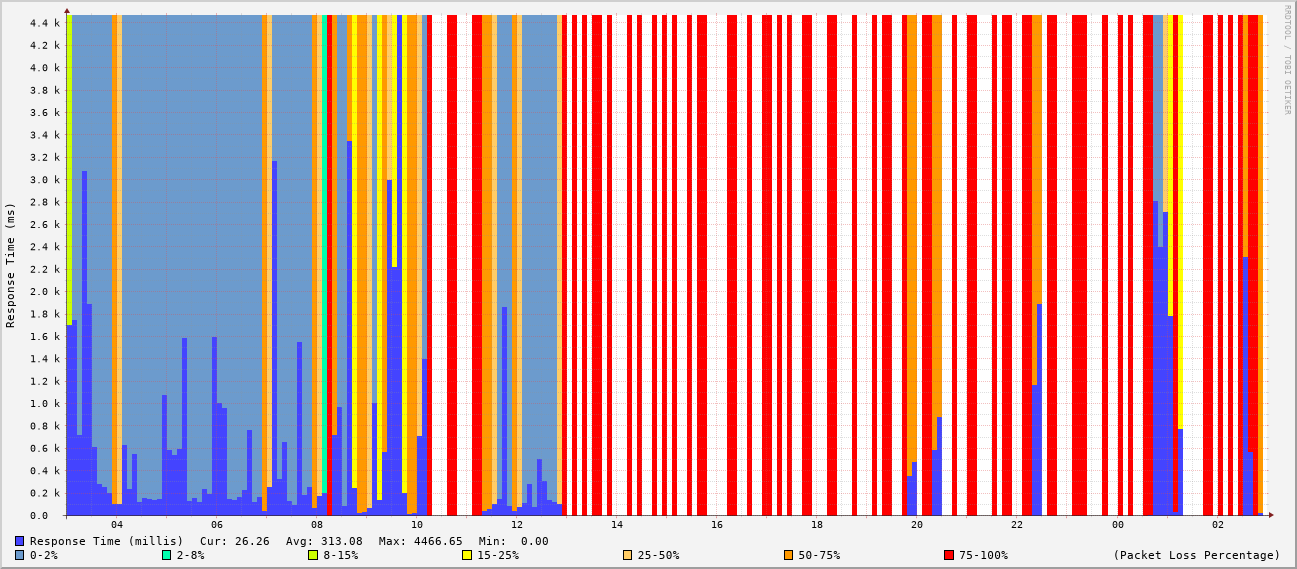 RRDTOOL / TOBI OETIKER
Response Time (ms)
4.4 k
4.2 k
4.0 k
3.8 k
3.6 k
3.4 k
3.2 k
3.0 k
2.8 k
2.6 k
2.4 k
2.2 k
2.0 k
1.8 k
1.6 k
1.4 k
1.2 k
1.0 k
0.8 k
0.6 k
0.4 k
0.2 k
0.0
04 06 08 10 12 14 16 18 20 22 00 02
Response Time (millis) Cur: 26.26 Avg: 313.08 Max: 4466.65 Min: 0.00
0-2% 2-8% 8-15% 15-25% 25-50% 50-75% 75-100% (Packet Loss Percentage)